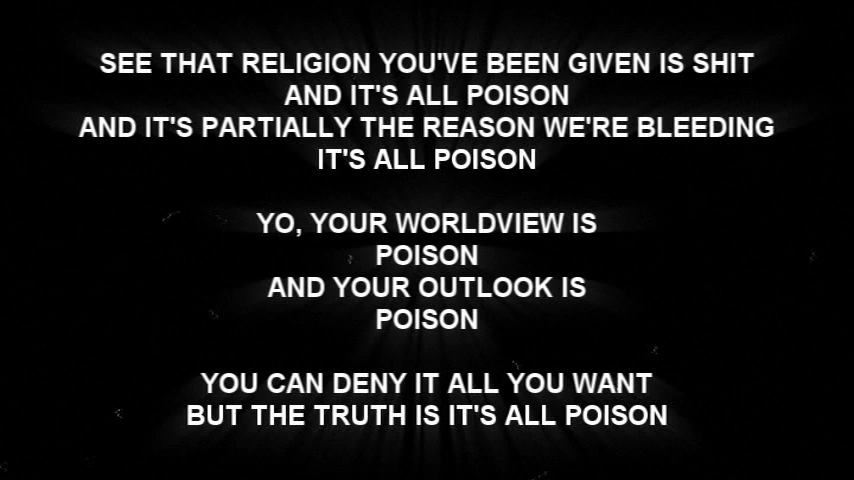 SEE THAT RELIGION YOU'VE BEEN GIVEN IS SHIT
AND IT'S ALL POISON
AND IT'S PARTIALLY THE REASON WE'RE BLEEDING
IT'S ALL POISON
YO, YOUR WORLDVIEW IS
POISON
AND YOUR OUTLOOK IS
POISON
YOU CAN DENY IT ALL YOU WANT
BUT THE TRUTH IS IT'S ALL POISON